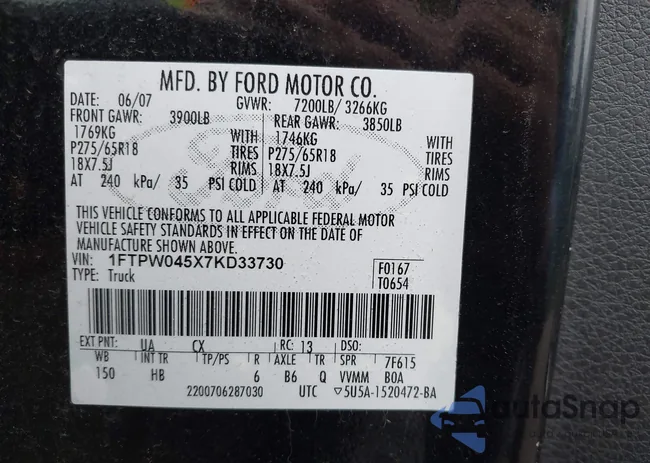 MFD. BY FORD MOTOR CO.
DATE: 06/07 GVWR: 7200LB/ 3266KG
FRONT GAWR: 3900LB REAR GAWR: 3850LB
1769KG WITH 1746KG WITH
P275/65R18 TIRES P275/65R18 TIRES
18X7.5J RIMS 18X7.5J RIMS
AT 240 kPa/ 35 PSI COLD AT 240 kPa/ 35 PSI COLD
THIS VEHICLE CONFORMS TO ALL APPLICABLE FEDERAL MOTOR
VEHICLE SAFETY STANDARDS IN EFFECT ON THE DATE OF
MANUFACTURE SHOWN ABOVE.
VIN: 1FTPW045X7KD33730 F0167
TYPE: Truck T0654
EXT PNT: UA CX RC: 13 DSO:
WB INT TR TP/PS R AXLE TR SPR 7F615
150 HB 6 B6 Q VVMM BOA
2200706287030 UTC ▽5U5A-1520472-BA
Ford
autoSnap